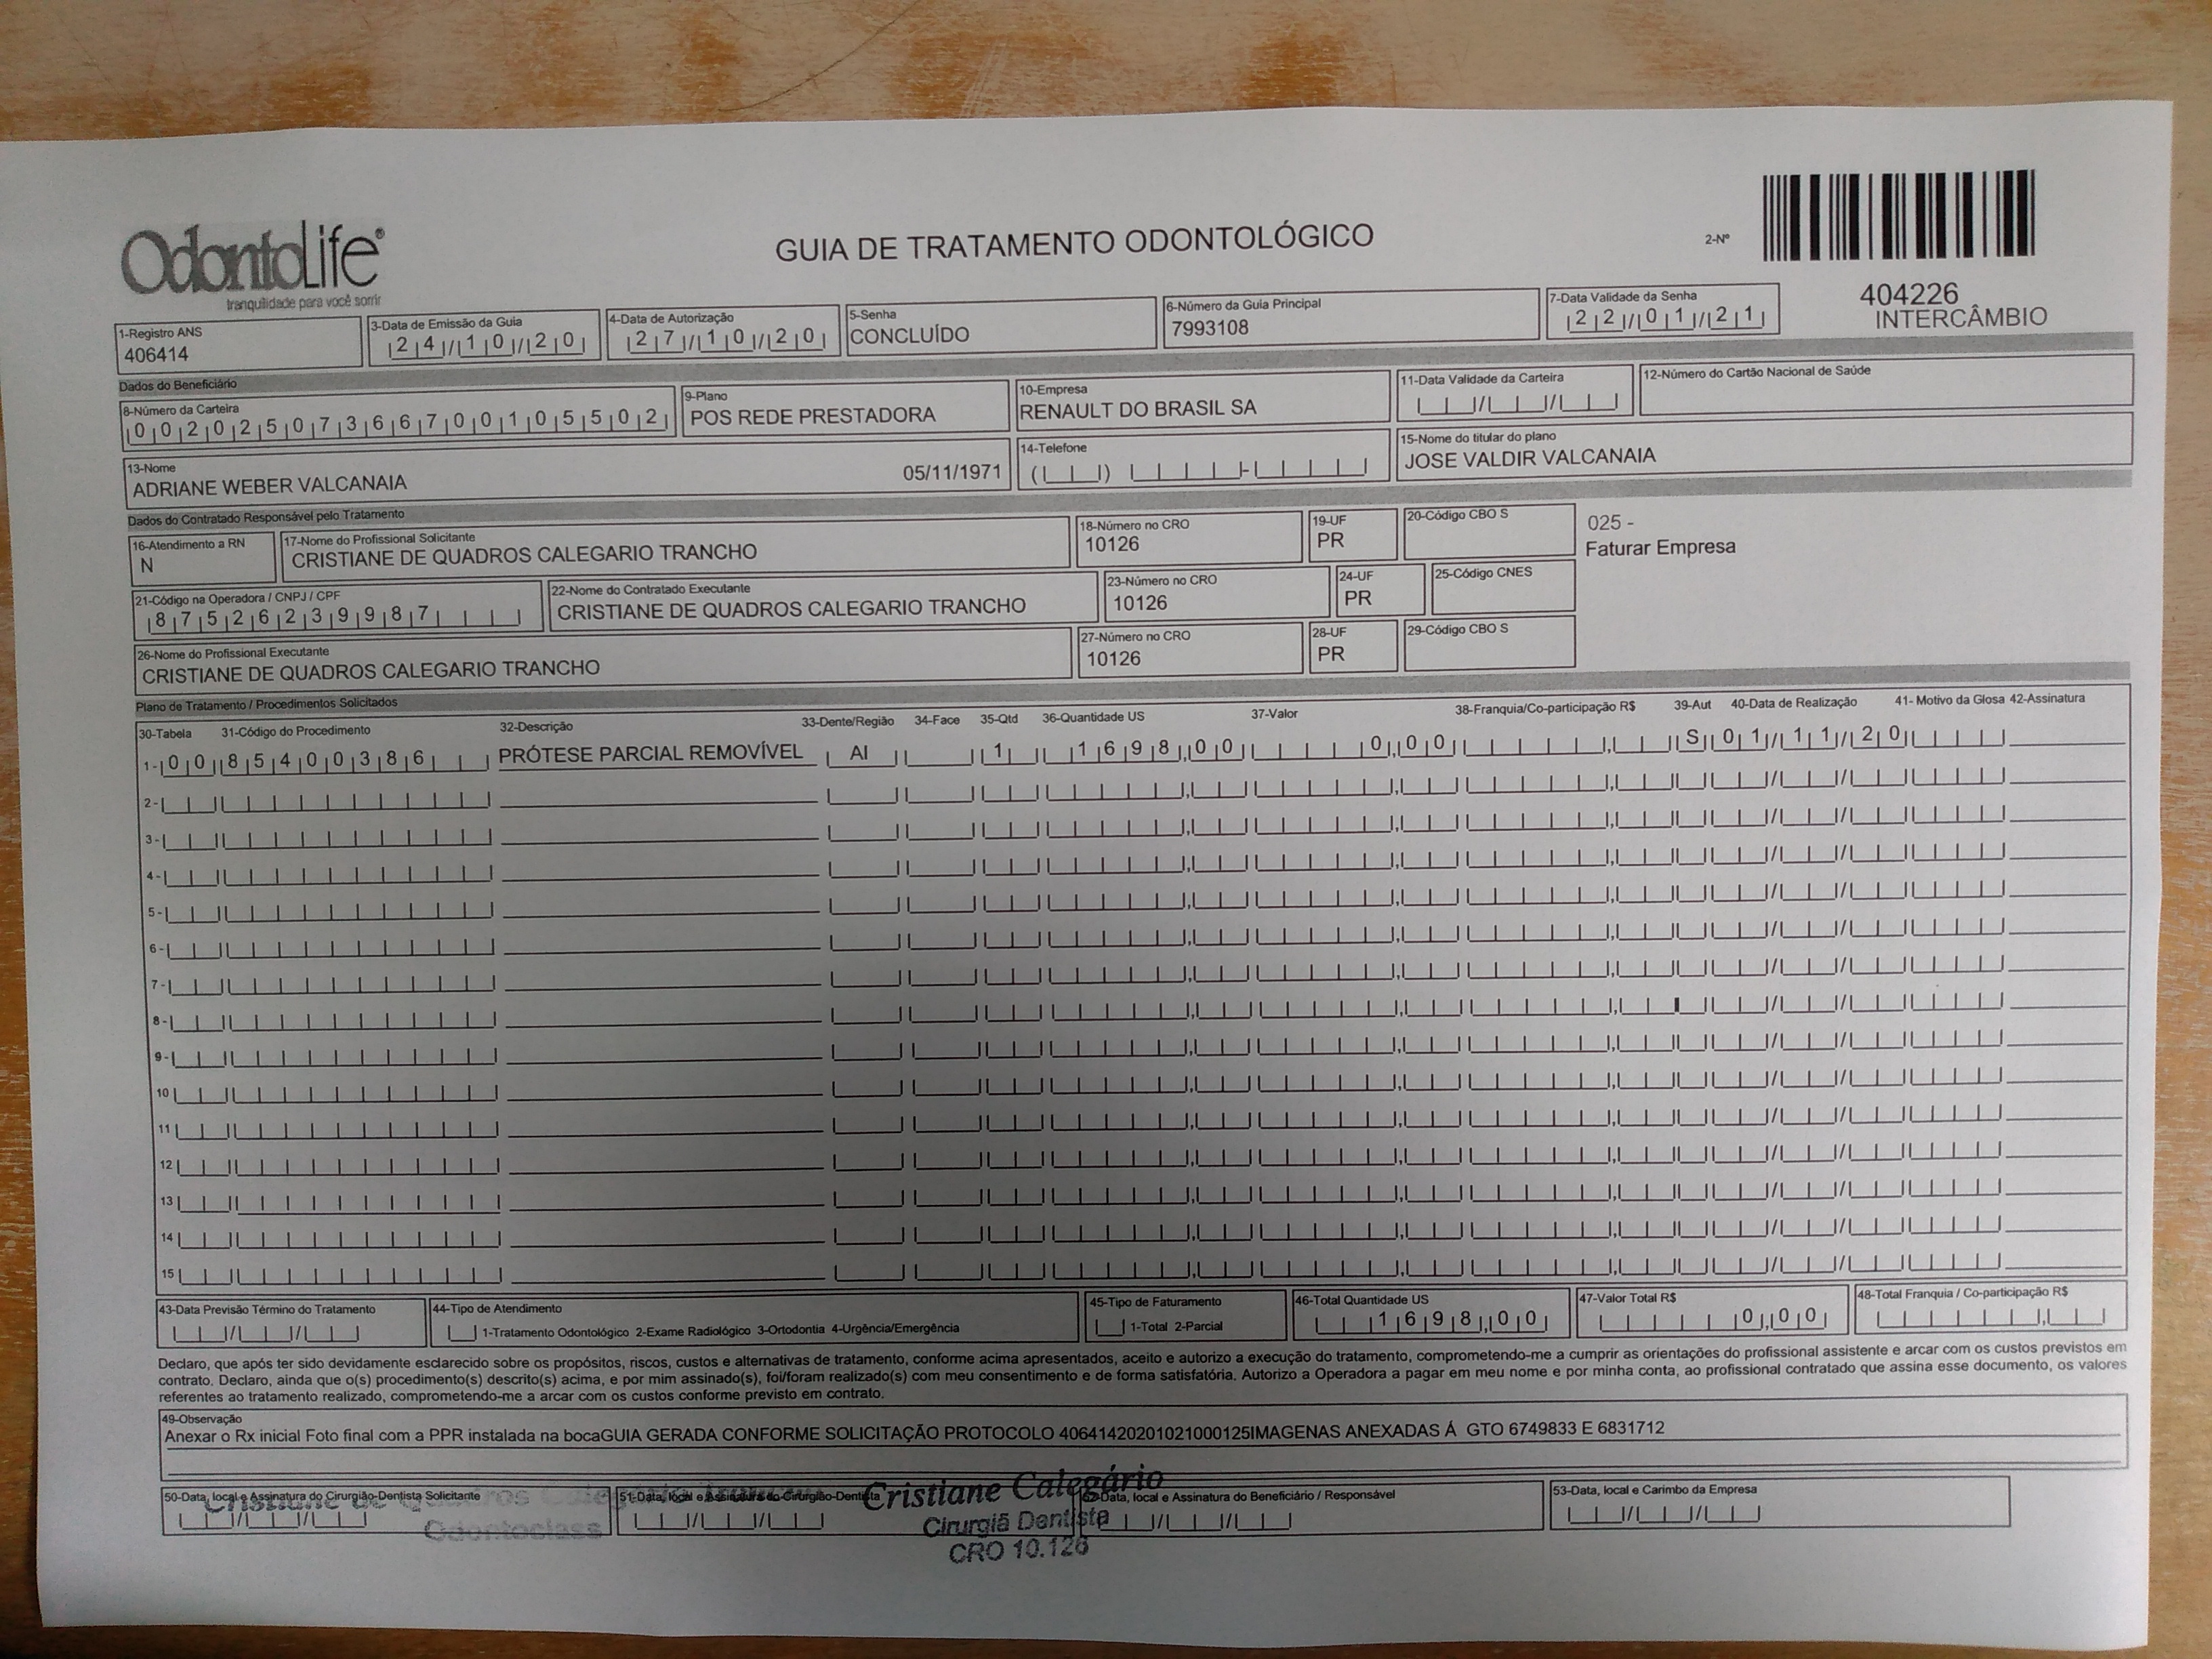 OdontoLife®
tranquilidade para você sorrir
GUIA DE TRATAMENTO ODONTOLÓGICO
2-Nº
404226
INTERCÂMBIO
1-Registro ANS
406414
3-Data de Emissão da Guia
24/10/20
4-Data de Autorização
27/10/20
5-Senha
CONCLUÍDO
6-Número da Guia Principal
7993108
7-Data Validade da Senha
22/01/21
Dados do Beneficiário
8-Número da Carteira
00202507366700105502
9-Plano
POS REDE PRESTADORA
10-Empresa
RENAULT DO BRASIL SA
11-Data Validade da Carteira
12-Número do Cartão Nacional de Saúde
13-Nome
ADRIANE WEBER VALCANAIA 05/11/1971
14-Telefone
15-Nome do titular do plano
JOSE VALDIR VALCANAIA
Dados do Contratado Responsável pelo Tratamento
16-Atendimento a RN
N
17-Nome do Profissional Solicitante
CRISTIANE DE QUADROS CALEGARIO TRANCHO
18-Número no CRO
10126
19-UF
PR
20-Código CBO S
025 -
Faturar Empresa
21-Código na Operadora / CNPJ / CPF
87526239987
22-Nome do Contratado Executante
CRISTIANE DE QUADROS CALEGARIO TRANCHO
23-Número no CRO
10126
24-UF
PR
25-Código CNES
26-Nome do Profissional Executante
CRISTIANE DE QUADROS CALEGARIO TRANCHO
27-Número no CRO
10126
28-UF
PR
29-Código CBO S
Plano de Tratamento / Procedimentos Solicitados
30-Tabela 31-Código do Procedimento 32-Descrição 33-Dente/Região 34-Face 35-Qtd 36-Quantidade US 37-Valor 38-Franquia/Co-participação R$ 39-Aut 40-Data de Realização 41- Motivo da Glosa 42-Assinatura
1- 00 85400386 PRÓTESE PARCIAL REMOVÍVEL AI 1 1698,00 0,00 S 01/11/20
2-
3-
4-
5-
6-
7-
8-
9-
10
11
12
13
14
15
43-Data Previsão Término do Tratamento
44-Tipo de Atendimento
1-Tratamento Odontológico 2-Exame Radiológico 3-Ortodontia 4-Urgência/Emergência
45-Tipo de Faturamento
1-Total 2-Parcial
46-Total Quantidade US
1698,00
47-Valor Total R$
0,00
48-Total Franquia / Co-participação R$
Declaro, que após ter sido devidamente esclarecido sobre os propósitos, riscos, custos e alternativas de tratamento, conforme acima apresentados, aceito e autorizo a execução do tratamento, comprometendo-me a cumprir as orientações do profissional assistente e arcar com os custos previstos em
contrato. Declaro, ainda que o(s) procedimento(s) descrito(s) acima, e por mim assinado(s), foi/foram realizado(s) com meu consentimento e de forma satisfatória. Autorizo a Operadora a pagar em meu nome e por minha conta, ao profissional contratado que assina esse documento, os valores
referentes ao tratamento realizado, comprometendo-me a arcar com os custos conforme previsto em contrato.
49-Observação
Anexar o Rx inicial Foto final com a PPR instalada na bocaGUIA GERADA CONFORME SOLICITAÇÃO PROTOCOLO 40641420201021000125IMAGENAS ANEXADAS Á GTO 6749833 E 6831712
50-Data, local e Assinatura do Cirurgião-Dentista Solicitante
Cristiane de Quadros Calegário
Odontoclass
51-Data, local e Assinatura do Cirurgião-Dentista
Cristiane Calegário
Cirurgiã Dentista
CRO 10.126
52-Data, local e Assinatura do Beneficiário / Responsável
53-Data, local e Carimbo da Empresa